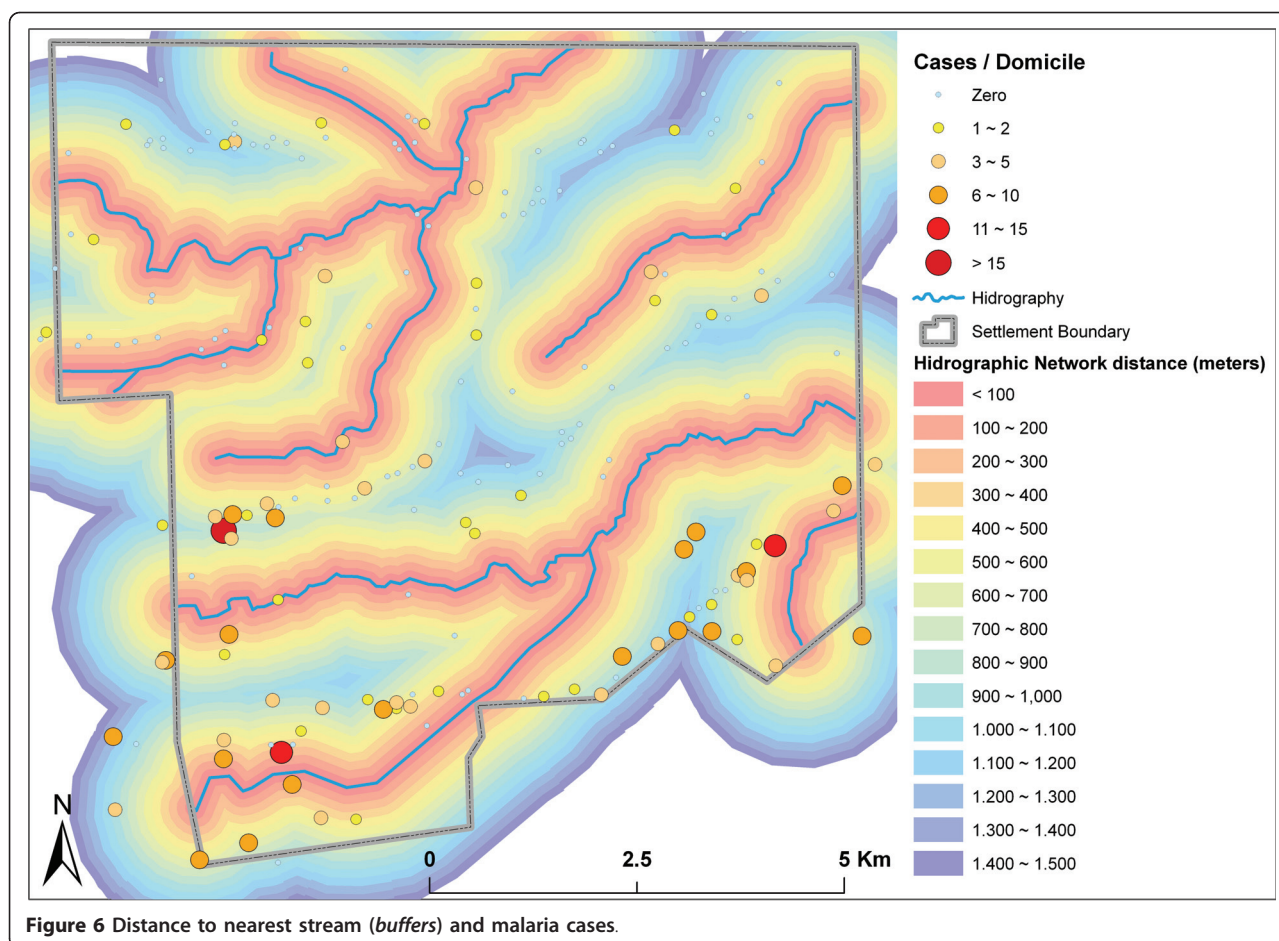 Cases / Domicile
Zero
1 ~ 2
3 ~ 5
6 ~ 10
11 ~ 15
> 15
Hidrography
Settlement Boundary
Hidrographic Network distance (meters)
< 100
100 ~ 200
200 ~ 300
300 ~ 400
400 ~ 500
500 ~ 600
600 ~ 700
700 ~ 800
800 ~ 900
900 ~ 1,000
1.000 ~ 1.100
1.100 ~ 1.200
1.200 ~ 1.300
1.300 ~ 1.400
1.400 ~ 1.500
N
0 2.5 5 Km
Figure 6 Distance to nearest stream (buffers) and malaria cases.